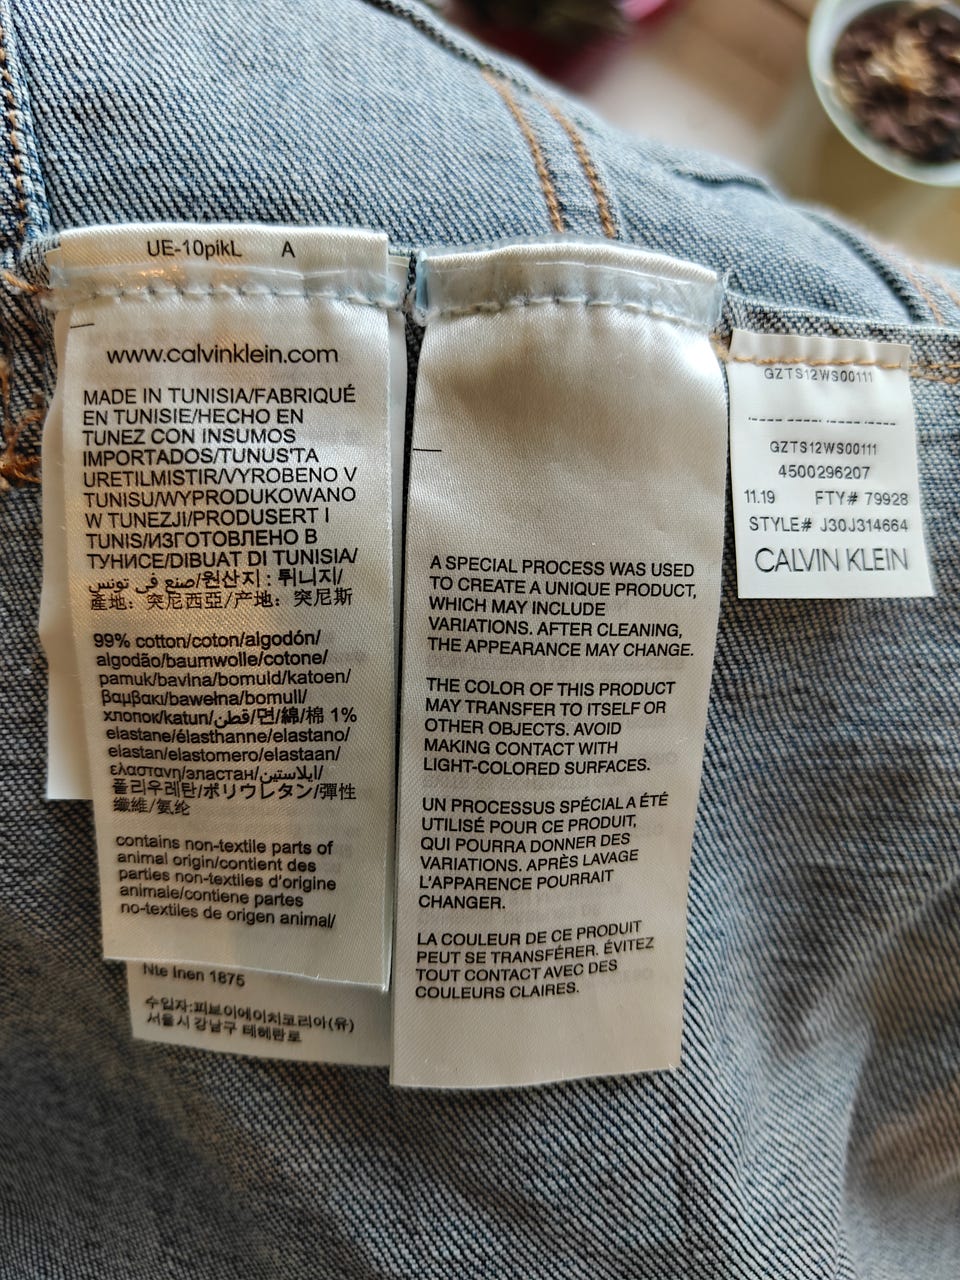 UE-10pikL A
www.calvinklein.com
MADE IN TUNISIA/FABRIQUÉ
EN TUNISIE/HECHO EN
TUNEZ CON INSUMOS
IMPORTADOS/TUNUS'TA
URETILMISTIR/VYROBENO V
TUNISU/WYPRODUKOWANO
W TUNEZJI/PRODUSERT I
TUNIS/ИЗГОТОВЛЕНО В
ТУНИСЕ/DIBUAT DI TUNISIA/
صنع في تونس/원산지 : 튀니지/
產地: 突尼西亞/产地: 突尼斯
99% cotton/coton/algodón/
algodão/baumwolle/cotone/
pamuk/bavlna/bomuld/katoen/
βαμβακι/bawełna/bomull/
хлопок/katun/قطن/면/綿/棉 1%
elastane/élasthanne/elastano/
elastan/elastomero/elastaan/
ελασтανη/эластан/ايلاستين/
폴리우레탄/ポリウレタン/彈性
纖維/氨纶
contains non-textile parts of
animal origin/contient des
parties non-textiles d'origine
animale/contiene partes
no-textiles de origen animal/
Nte Inen 1875
수입자:피브이에이치코리아(유)
서울시 강남구 테헤란로
A SPECIAL PROCESS WAS USED
TO CREATE A UNIQUE PRODUCT,
WHICH MAY INCLUDE
VARIATIONS. AFTER CLEANING,
THE APPEARANCE MAY CHANGE.
THE COLOR OF THIS PRODUCT
MAY TRANSFER TO ITSELF OR
OTHER OBJECTS. AVOID
MAKING CONTACT WITH
LIGHT-COLORED SURFACES.
UN PROCESSUS SPÉCIAL A ÉTÉ
UTILISÉ POUR CE PRODUIT,
QUI POURRA DONNER DES
VARIATIONS. APRÈS LAVAGE
L'APPARENCE POURRAIT
CHANGER.
LA COULEUR DE CE PRODUIT
PEUT SE TRANSFÉRER. ÉVITEZ
TOUT CONTACT AVEC DES
COULEURS CLAIRES.
GZTS12WS00111
GZTS12WS00111
4500296207
11.19 FTY# 79928
STYLE# J30J314664
CALVIN KLEIN